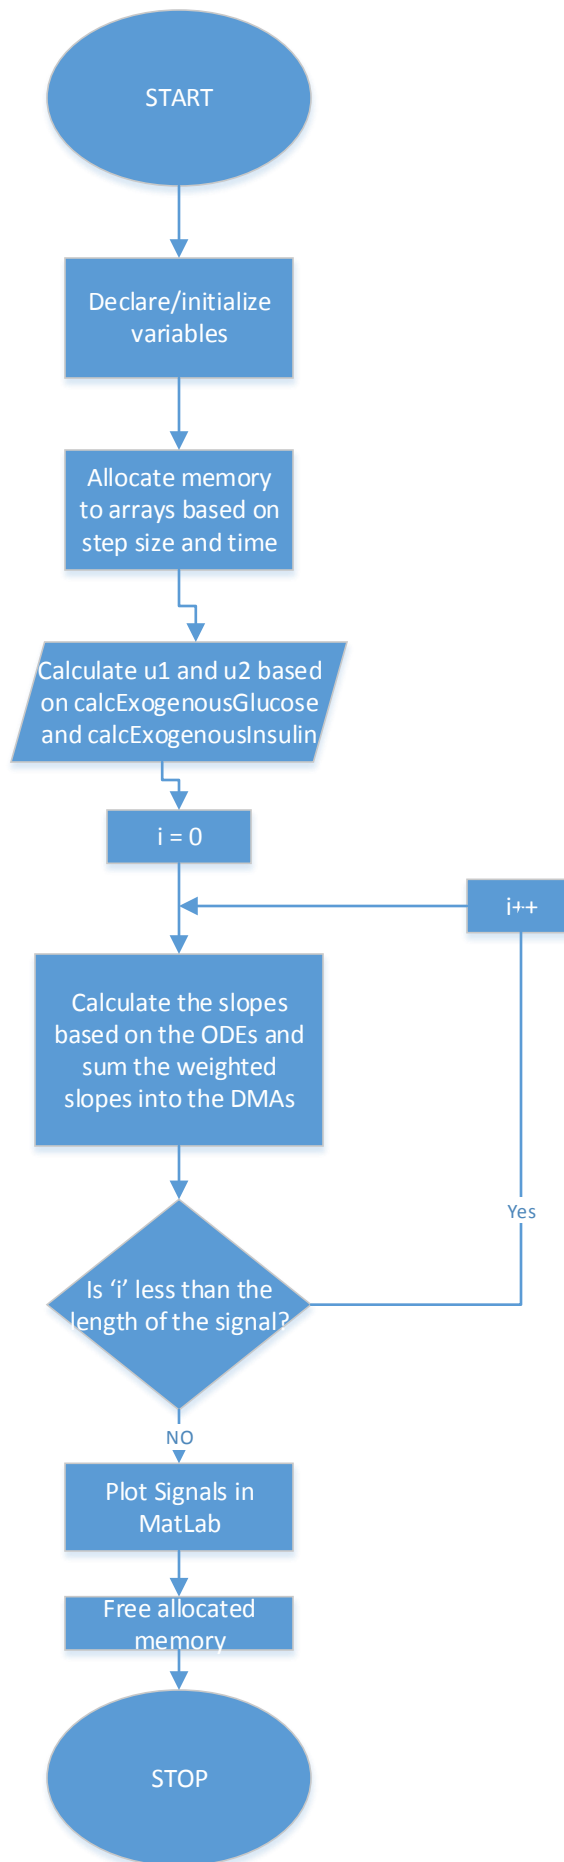 START
Declare/initialize
variables
Allocate memory
to arrays based on
step size and time
Calculate u1 and u2 based
on calcExogenousGlucose
and calcExogenousInsulin
i = 0
i++
Calculate the slopes
based on the ODEs and
sum the weighted
slopes into the DMAs
Yes
Is ‘i’ less than the
length of the signal?
NO
Plot Signals in
MatLab
Free allocated
memory
STOP